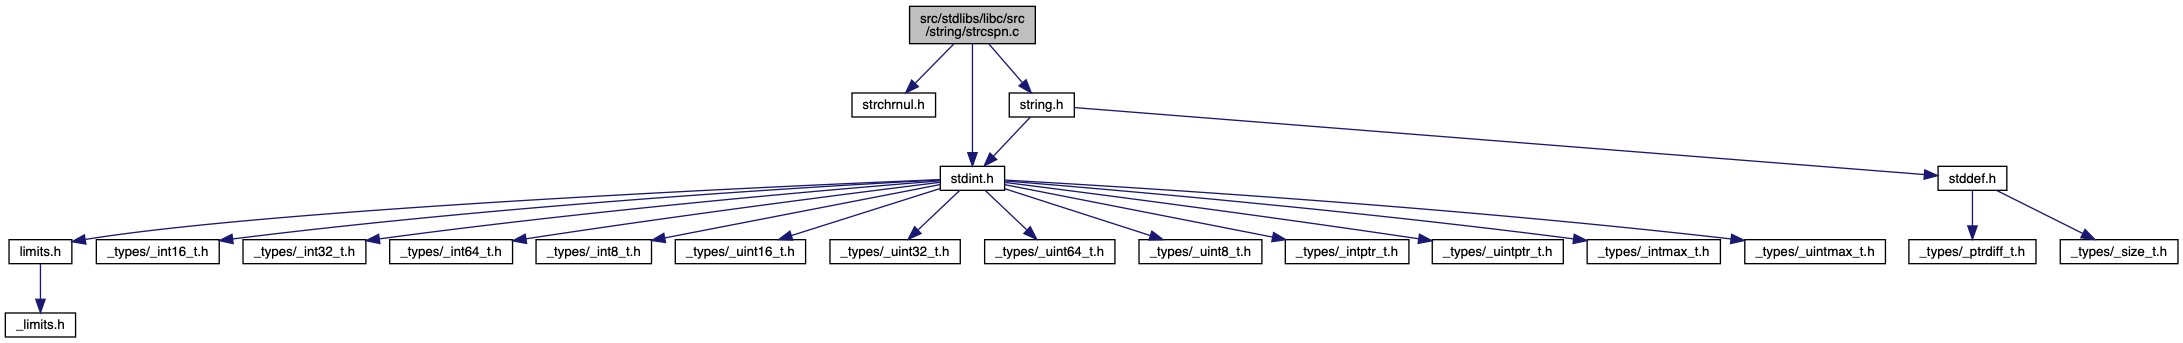 src/stdlibs/libc/src
/string/strcspn.c
strchrnul.h
string.h
stdint.h
stddef.h
limits.h
_types/_int16_t.h
_types/_int32_t.h
_types/_int64_t.h
_types/_int8_t.h
_types/_uint16_t.h
_types/_uint32_t.h
_types/_uint64_t.h
_types/_uint8_t.h
_types/_intptr_t.h
_types/_uintptr_t.h
_types/_intmax_t.h
_types/_uintmax_t.h
_types/_ptrdiff_t.h
_types/_size_t.h
_limits.h